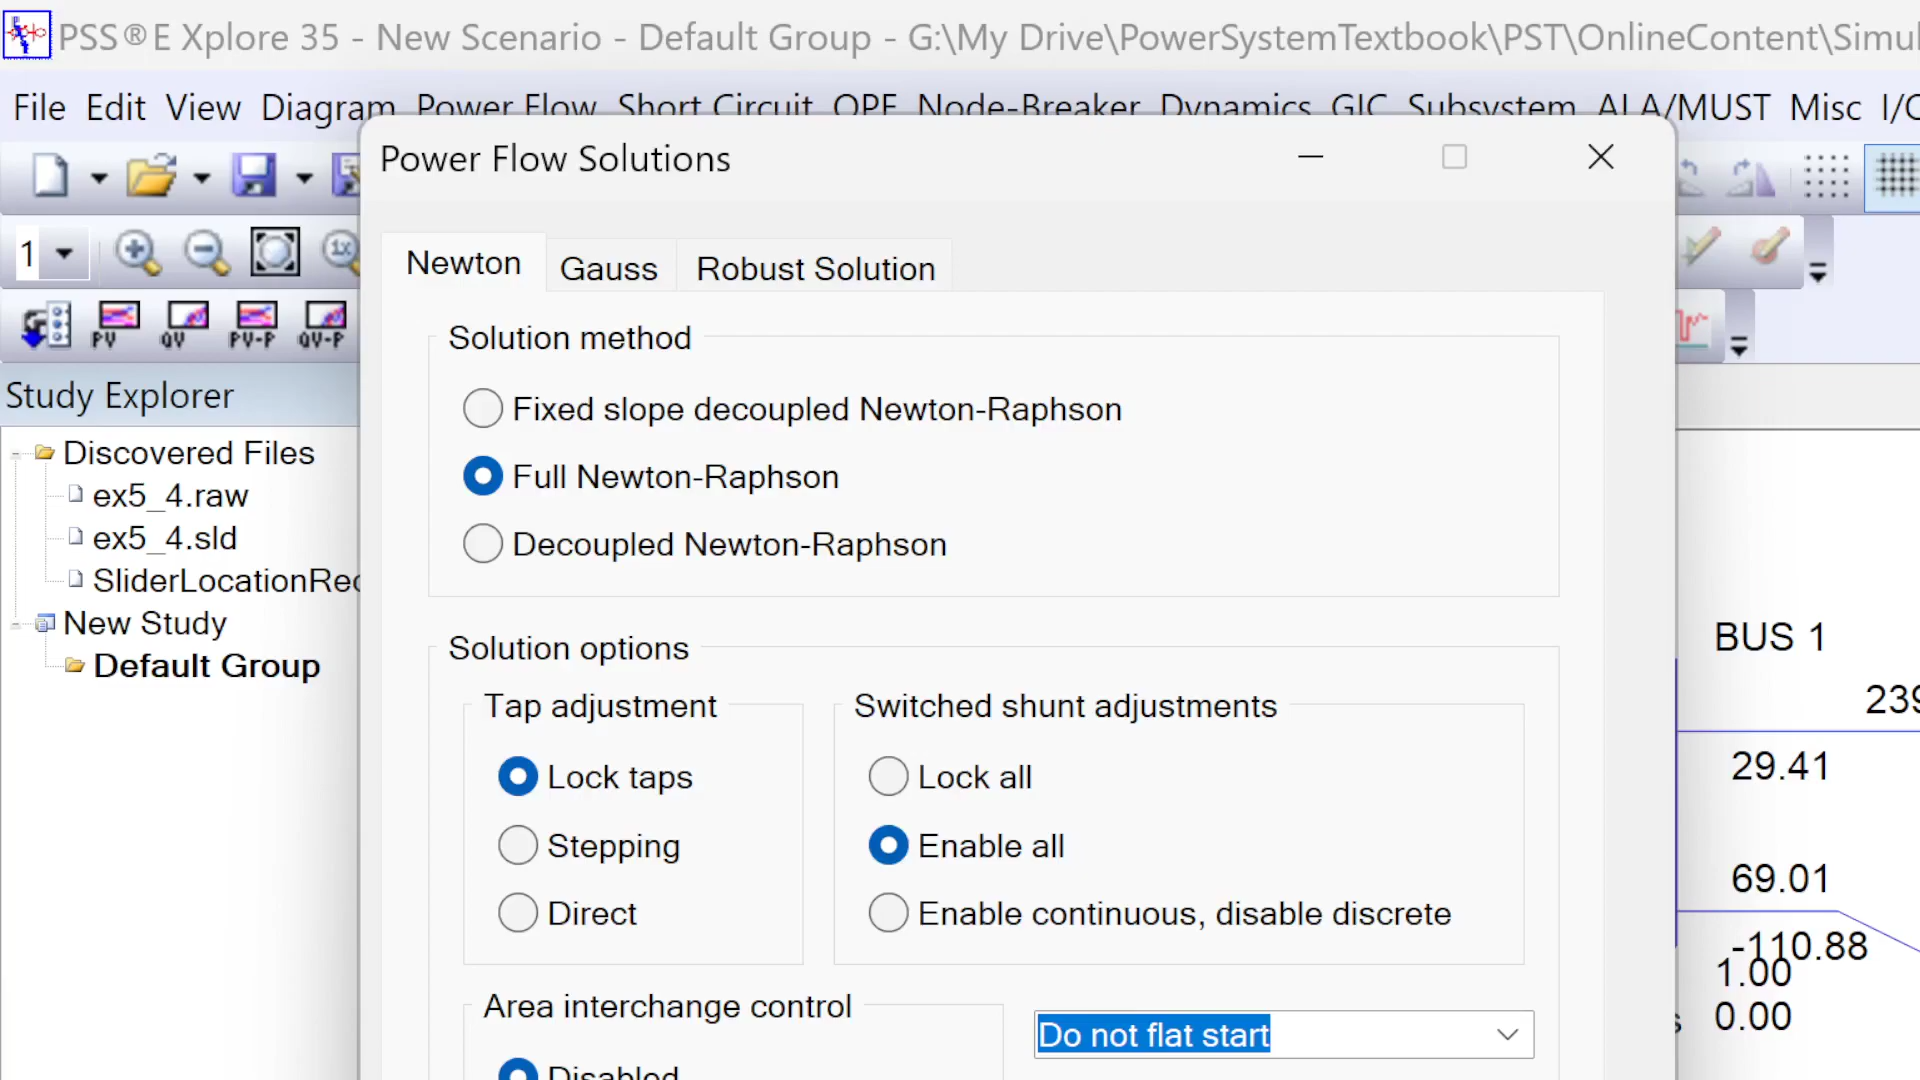 PSS®E Xplore 35 - New Scenario - Default Group - G:\My Drive\PowerSystemTextbook\PST\OnlineContent\Simul
File Edit View Diagram Power Flow Short Circuit OPF Node-Breaker Dynamics GIC Subsystem ALA/MUST Misc I/O
Power Flow Solutions
1
1x
Newton Gauss Robust Solution
PV QV PV-P QV-P
Solution method
Study Explorer
Fixed slope decoupled Newton-Raphson
Discovered Files
Full Newton-Raphson
ex5_4.raw
ex5_4.sld
Decoupled Newton-Raphson
SliderLocationRec
New Study
BUS 1
Solution options
Default Group
239
Tap adjustment
Switched shunt adjustments
29.41
Lock taps
Lock all
Stepping
Enable all
69.01
Direct
Enable continuous, disable discrete
-110.88
1.00
Area interchange control
0.00
Do not flat start
Disabled